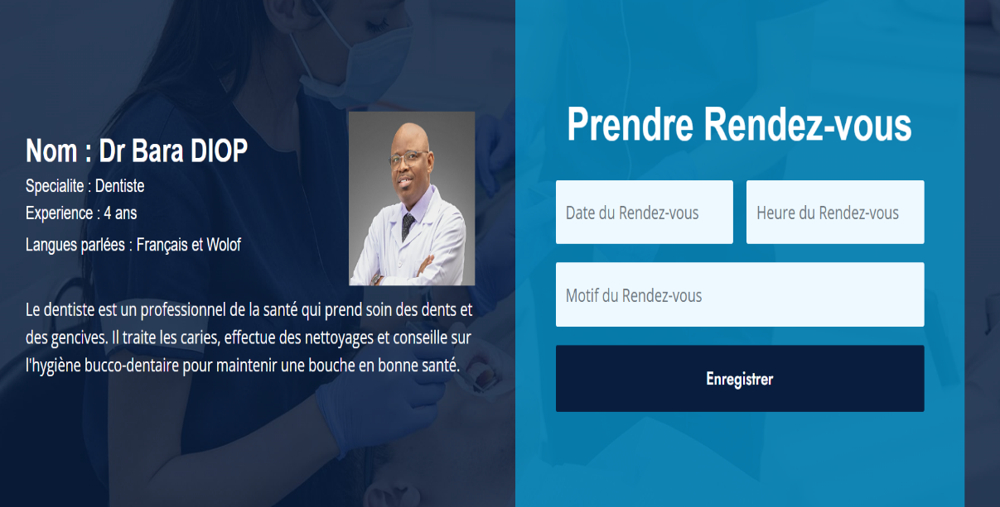 Nom : Dr Bara DIOP
Specialite : Dentiste
Experience : 4 ans
Langues parlées : Français et Wolof
Le dentiste est un professionnel de la santé qui prend soin des dents et
des gencives. Il traite les caries, effectue des nettoyages et conseille sur
l'hygiène bucco-dentaire pour maintenir une bouche en bonne santé.
Prendre Rendez-vous
Date du Rendez-vous
Heure du Rendez-vous
Motif du Rendez-vous
Enregistrer